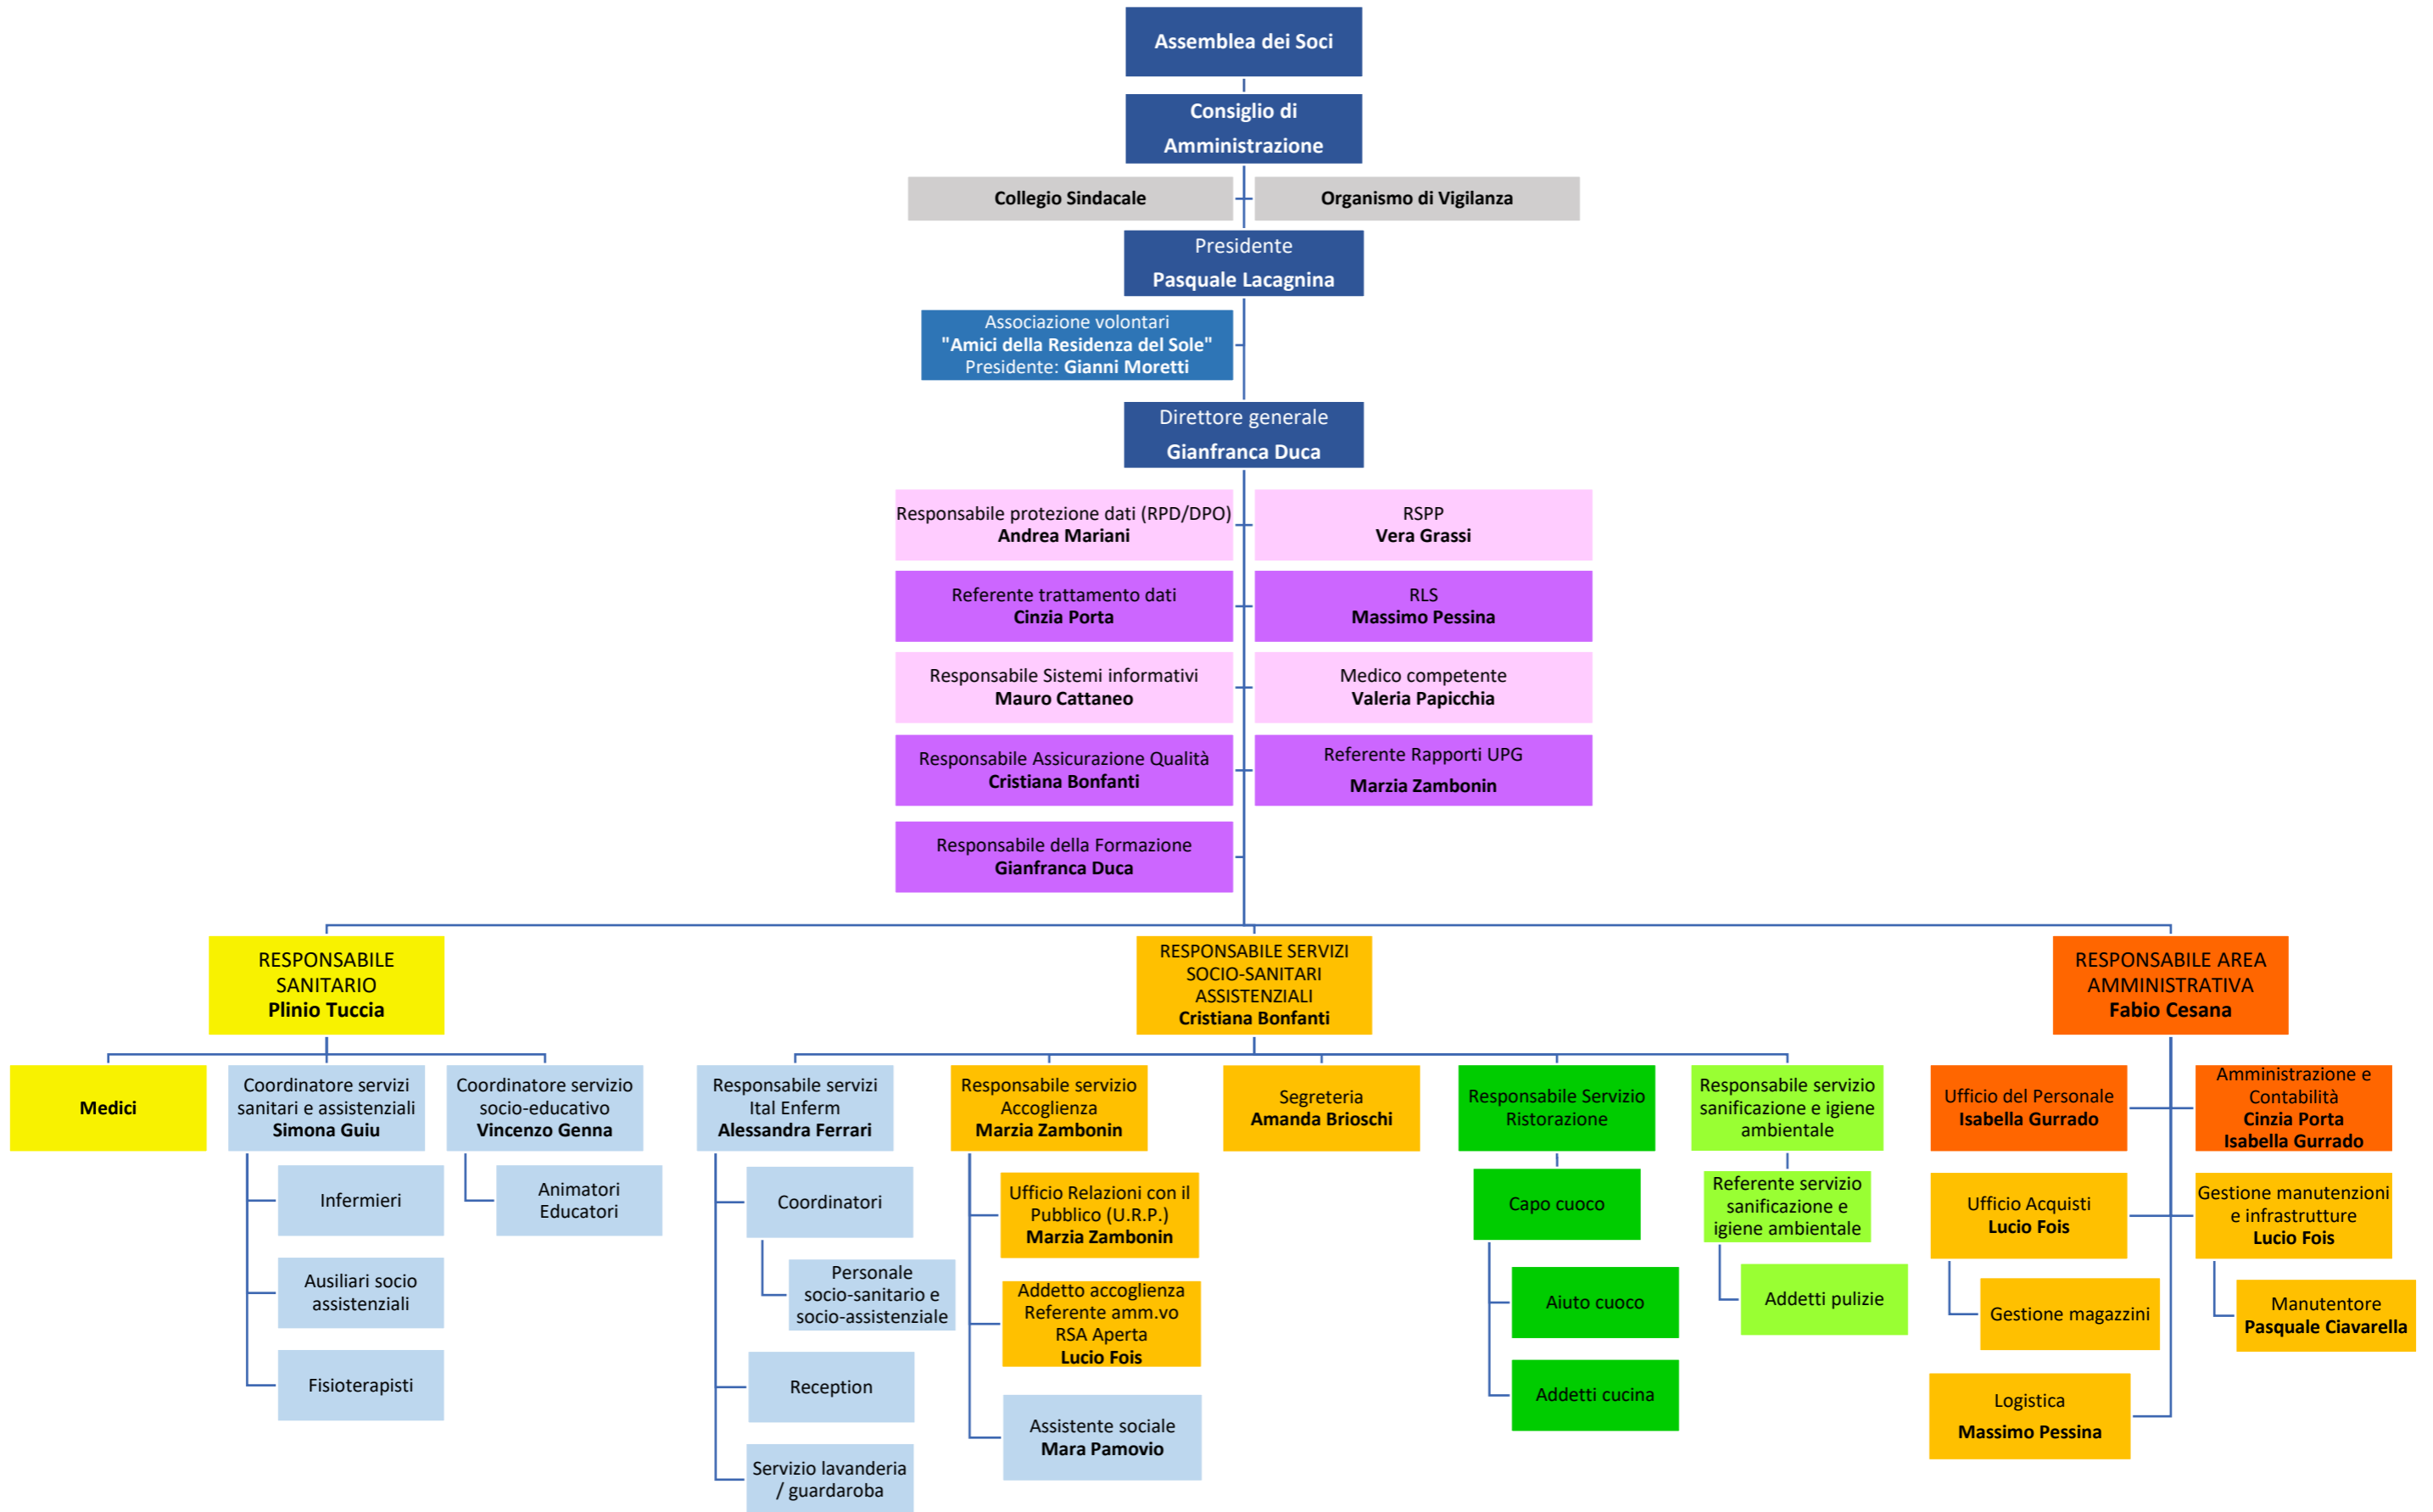 Assemblea dei Soci
Consiglio di
Amministrazione
Collegio Sindacale
Organismo di Vigilanza
Presidente
Pasquale Lacagnina
Associazione volontari
"Amici della Residenza del Sole"
Presidente: Gianni Moretti
Direttore generale
Gianfranca Duca
Responsabile protezione dati (RPD/DPO)
Andrea Mariani
RSPP
Vera Grassi
Referente trattamento dati
Cinzia Porta
RLS
Massimo Pessina
Responsabile Sistemi informativi
Mauro Cattaneo
Medico competente
Valeria Papicchia
Responsabile Assicurazione Qualità
Cristiana Bonfanti
Referente Rapporti UPG
Marzia Zambonin
Responsabile della Formazione
Gianfranca Duca
RESPONSABILE
SANITARIO
Plinio Tuccia
RESPONSABILE SERVIZI
SOCIO-SANITARI
ASSISTENZIALI
Cristiana Bonfanti
RESPONSABILE AREA
AMMINISTRATIVA
Fabio Cesana
Medici
Coordinatore servizi
sanitari e assistenziali
Simona Guiu
Coordinatore servizio
socio-educativo
Vincenzo Genna
Responsabile servizi
Ital Enferm
Alessandra Ferrari
Responsabile servizio
Accoglienza
Marzia Zambonin
Segreteria
Amanda Brioschi
Responsabile Servizio
Ristorazione
Responsabile servizio
sanificazione e igiene
ambientale
Ufficio del Personale
Isabella Gurrado
Amministrazione e
Contabilità
Cinzia Porta
Isabella Gurrado
Infermieri
Animatori
Educatori
Coordinatori
Ufficio Relazioni con il
Pubblico (U.R.P.)
Marzia Zambonin
Capo cuoco
Referente servizio
sanificazione e
igiene ambientale
Ufficio Acquisti
Lucio Fois
Gestione manutenzioni
e infrastrutture
Lucio Fois
Ausiliari socio
assistenziali
Personale
socio-sanitario e
socio-assistenziale
Addetto accoglienza
Referente amm.vo
RSA Aperta
Lucio Fois
Aiuto cuoco
Addetti pulizie
Gestione magazzini
Manutentore
Pasquale Ciavarella
Fisioterapisti
Reception
Assistente sociale
Mara Pamovio
Addetti cucina
Logistica
Massimo Pessina
Servizio lavanderia
/ guardaroba